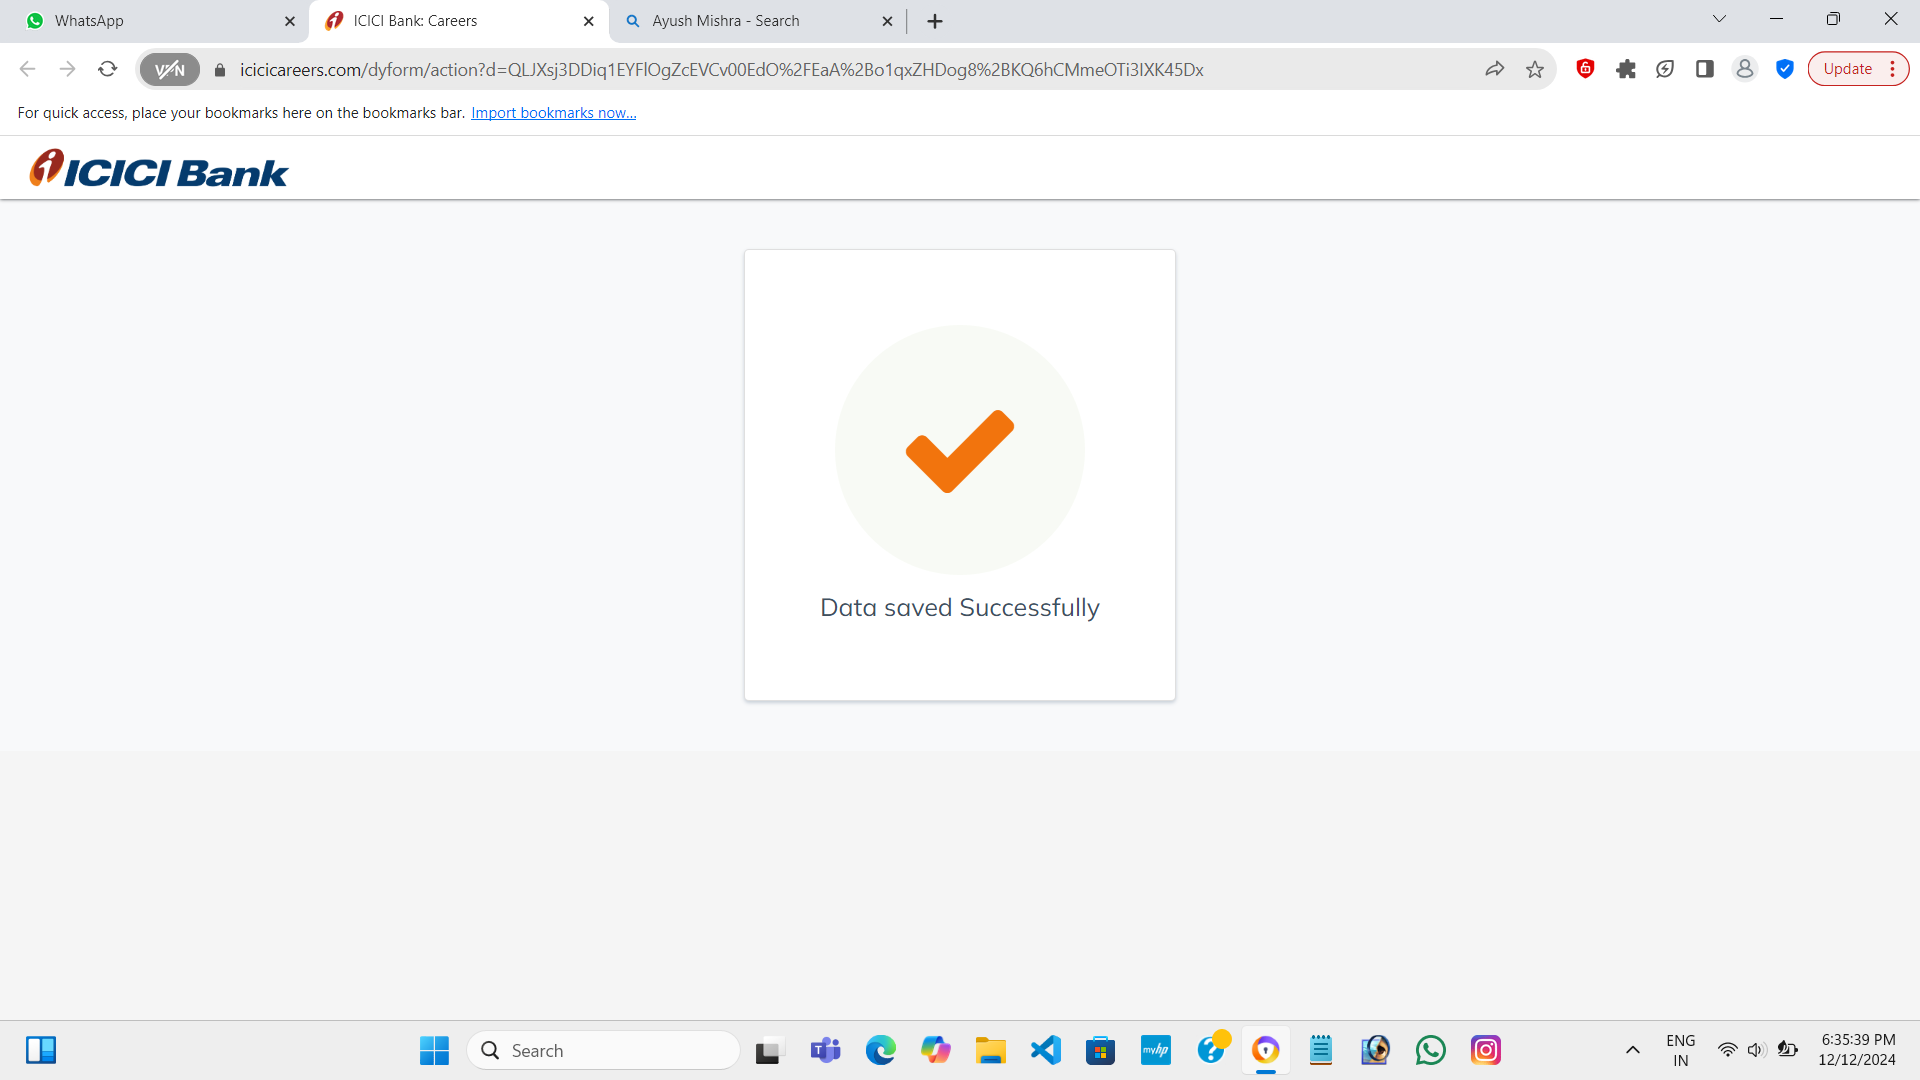 WhatsApp
ICICI Bank: Careers
Ayush Mishra - Search
VPN
icicicareers.com/dyform/action?d=QLJXsj3DDiq1EYFlOgZcEVCv00EdO%2FEaA%2Bo1qxZHDog8%2BKQ6hCMmeOTi3IXK45Dx
Update
For quick access, place your bookmarks here on the bookmarks bar. Import bookmarks now...
ICICI Bank
Data saved Successfully
Search
myhp
ENG
IN
6:35:39 PM
12/12/2024